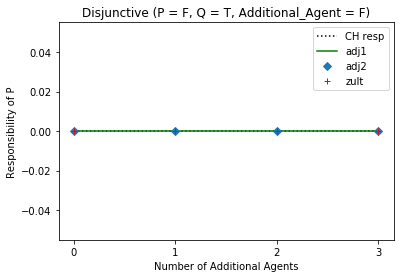 Disjunctive (P = F, Q = T, Additional_Agent = F)
CH resp
adj1
adj2
zult
Responsibility of P
0.04
0.02
0.00
−0.02
−0.04
0
1
2
3
Number of Additional Agents